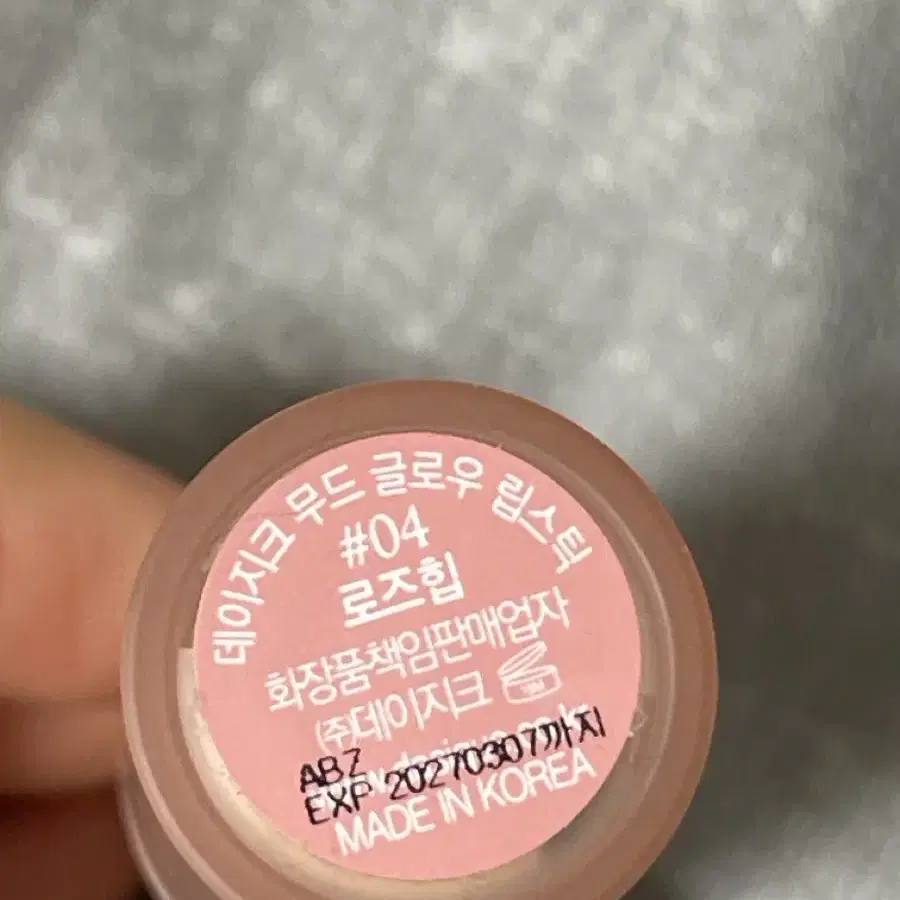 데이지크 무드 글로우 립스틱
#04
로즈힙
화장품책임판매업자
(주)데이지크
ABZ
EXP 20270307까지
MADE IN KOREA